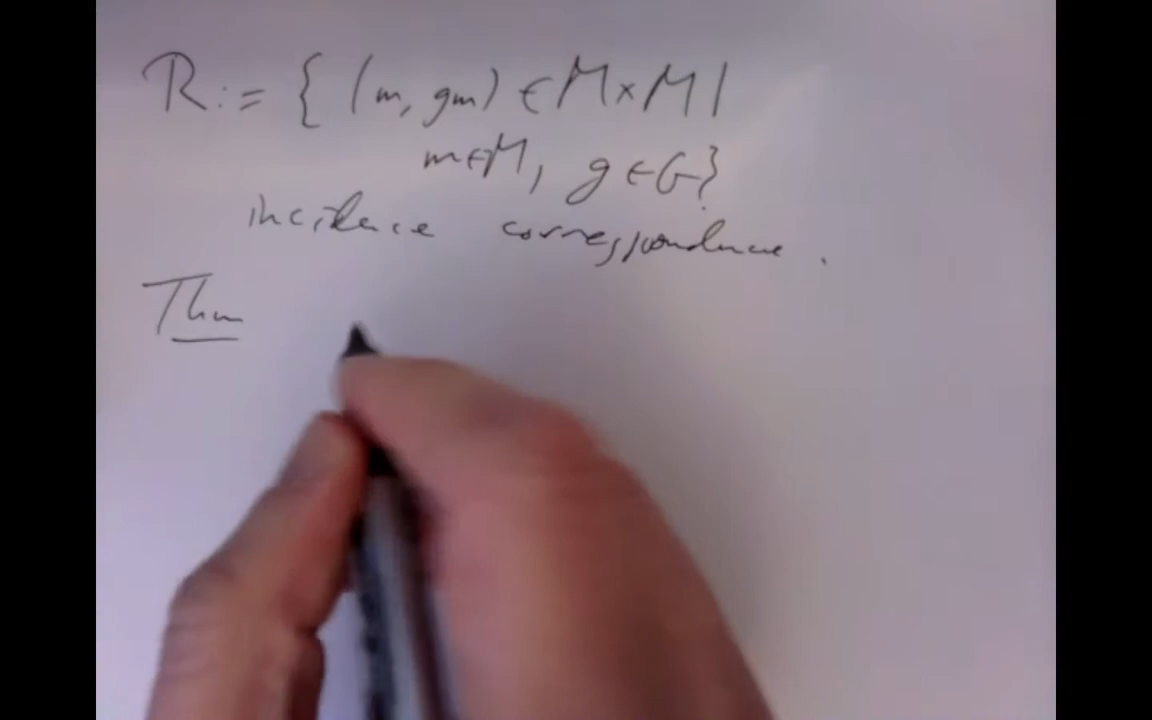 R := { (m, gm) ∈ M × M |
m ∈ M, g ∈ G }
incidence correspondence.
Thm